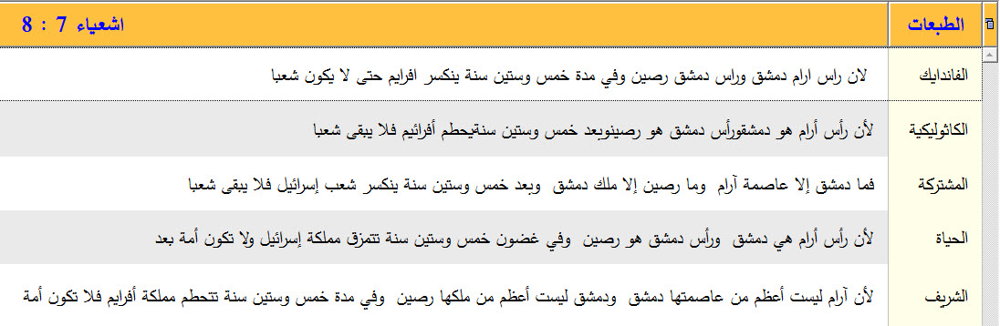 الطبعات اشعياء 7 : 8
الفاندايك لان راس ارام دمشق وراس دمشق رصين وفي مدة خمس وستين سنة ينكسر افرايم حتى لا يكون شعبا
الكاثوليكية لأن رأس أرام هو دمشقورأس دمشق هو رصينوبعد خمس وستين سنةيحطم أفرائيم فلا يبقى شعبا
المشتركة فما دمشق إلا عاصمة آرام وما رصين إلا ملك دمشق وبعد خمس وستين سنة ينكسر شعب إسرائيل فلا يبقى شعبا
الحياة لأن رأس أرام هي دمشق ورأس دمشق هو رصين وفي غضون خمس وستين سنة تتمزق مملكة إسرائيل ولا تكون أمة بعد
الشريف لأن آرام ليست أعظم من عاصمتها دمشق ودمشق ليست أعظم من ملكها رصين وفي مدة خمس وستين سنة تتحطم مملكة أفرايم فلا تكون أمة